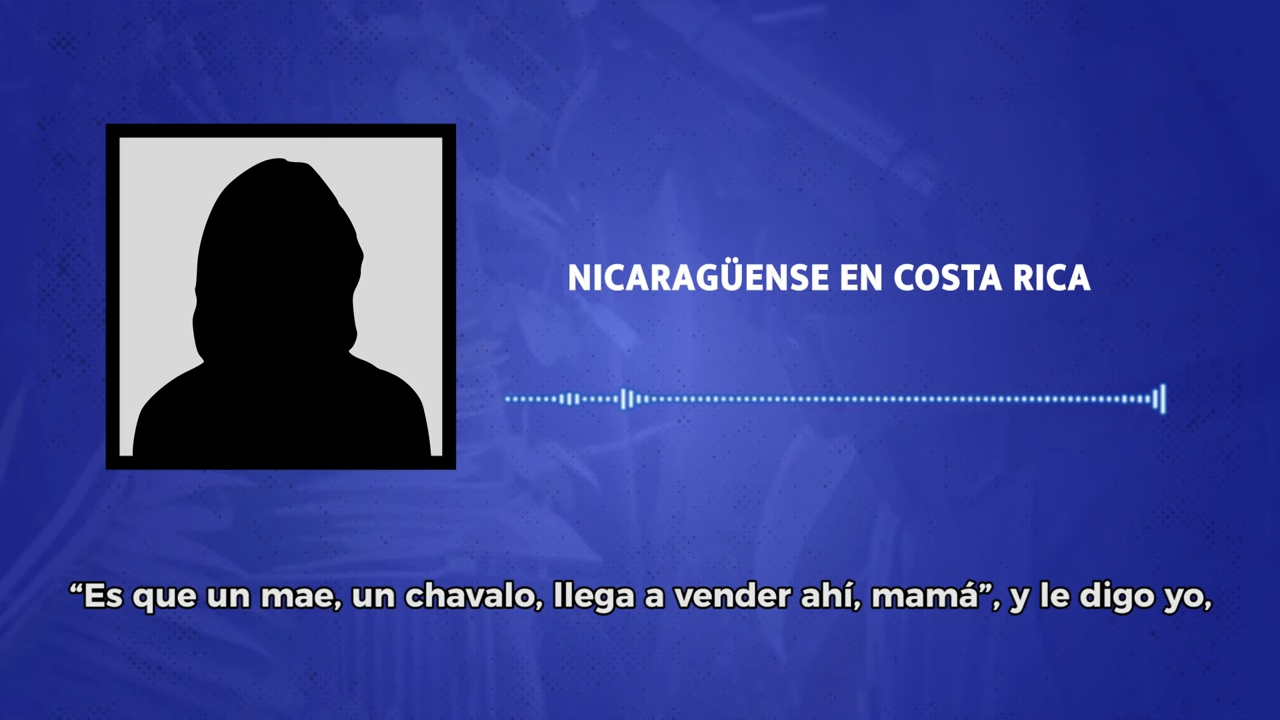 NICARAGÜENSE EN COSTA RICA
“Es que un mae, un chavalo, llega a vender ahí, mamá”, y le digo yo,